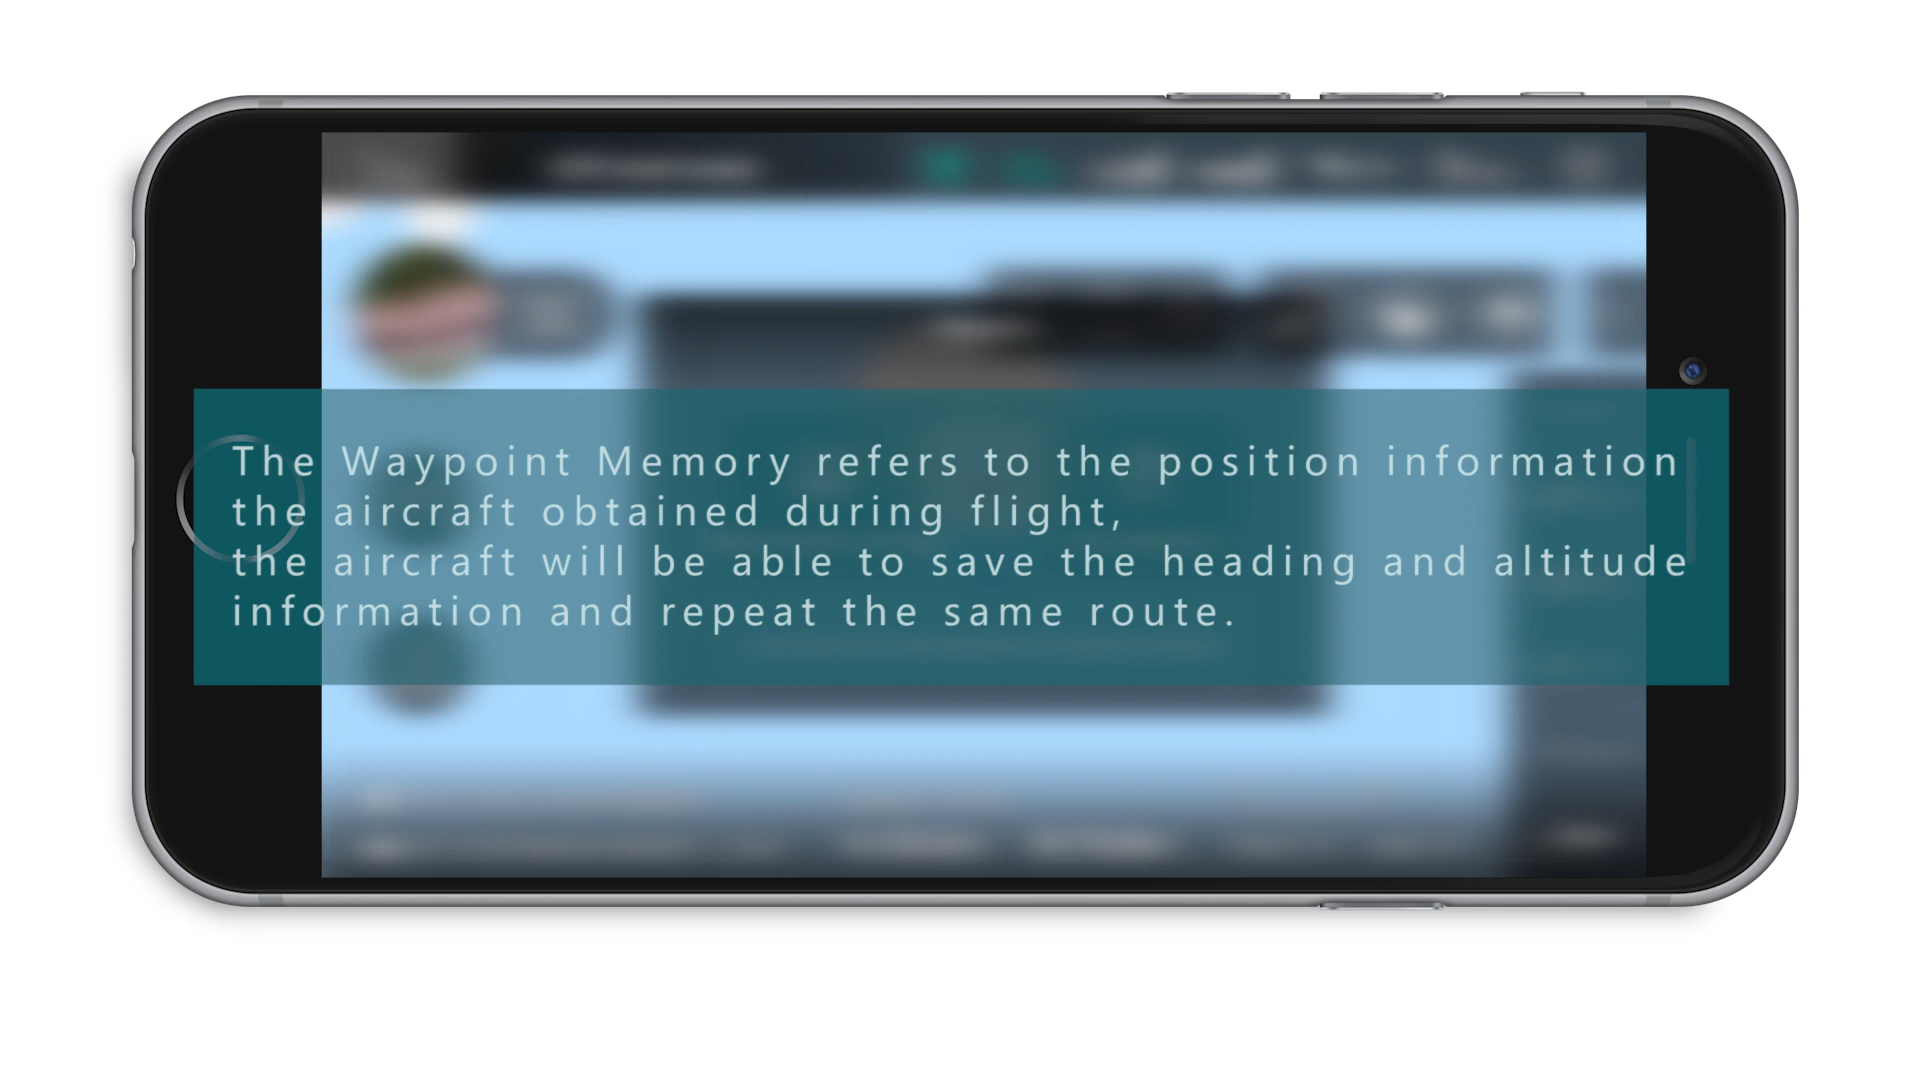 The Waypoint Memory refers to the position information
the aircraft obtained during flight,
the aircraft will be able to save the heading and altitude
information and repeat the same route.